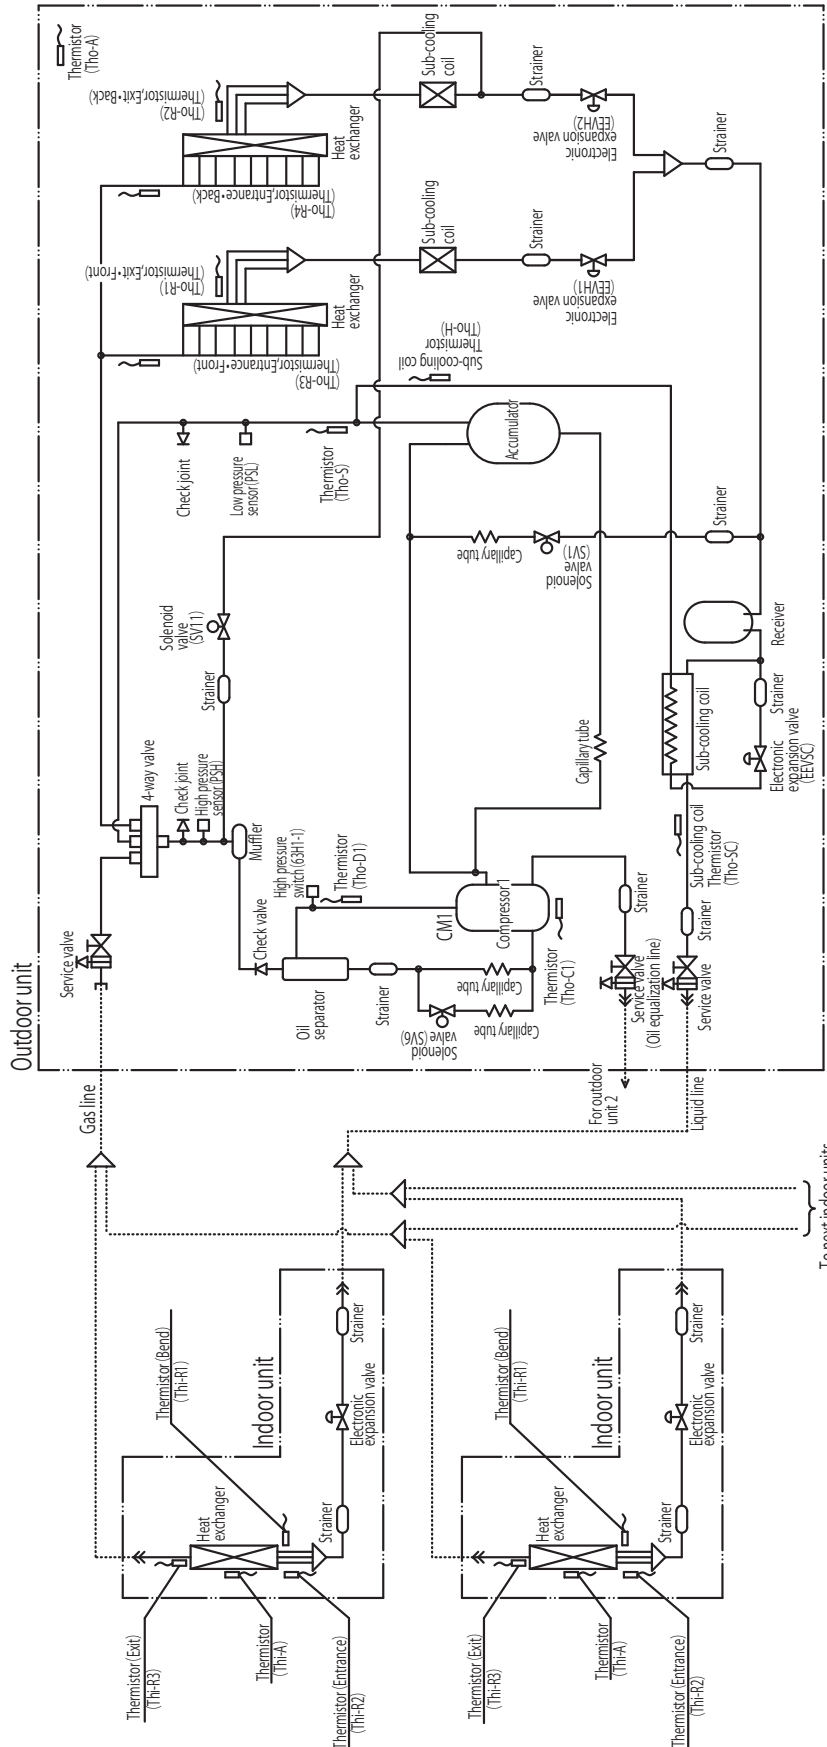 Outdoor unit
Thermistor
(Tho-A)
Thermistor,Exit•Back)
(Tho-R2)
Heat
exchanger
(Thermistor,Entrance•Back)
(Tho-R4)
Sub-cooling
coil
Strainer
Electronic
expansion valve
(EEVH2)
Strainer
(Thermistor,Exit•Front)
(Tho-R1)
Heat
exchanger
(Thermistor,Entrance•Front)
(Tho-R3)
Sub-cooling
coil
Strainer
Electronic
expansion valve
(EEVH1)
Sub-cooling coil
Thermistor
(Tho-H)
Check joint
Low pressure
sensor(PSL)
Thermistor
(Tho-S)
Accumulator
Capillary tube
Solenoid
valve
(SV1)
Strainer
Receiver
Solenoid
valve
(SV11)
Strainer
Capillary tube
Sub-cooling coil
Strainer
Electronic
expansion valve
(EEVSC)
4-way valve
Check joint
High pressure
sensor(PSH)
Muffler
High pressure
switch(63H1-1)
Thermistor
(Tho-D1)
Check valve
CM1
Compressor1
Sub-cooling coil
Thermistor
(Tho-SC)
Service valve
Oil
separator
Strainer
Capillary tube
Solenoid
valve (SV6)
Capillary tube
Thermistor
(Tho-C1)
Strainer
Service valve
(Oil equalization line)
Strainer
Service valve
Gas line
For outdoor
unit 2
Liquid line
To next indoor units
Thermistor(Bend)
(Thi-R1)
Indoor unit
Strainer
Electronic
expansion valve
Heat
exchanger
Strainer
Thermistor(Exit)
(Thi-R3)
Thermistor
(Thi-A)
Thermistor(Entrance)
(Thi-R2)
Thermistor(Bend)
(Thi-R1)
Indoor unit
Strainer
Electronic
expansion valve
Heat
exchanger
Strainer
Thermistor(Exit)
(Thi-R3)
Thermistor
(Thi-A)
Thermistor(Entrance)
(Thi-R2)